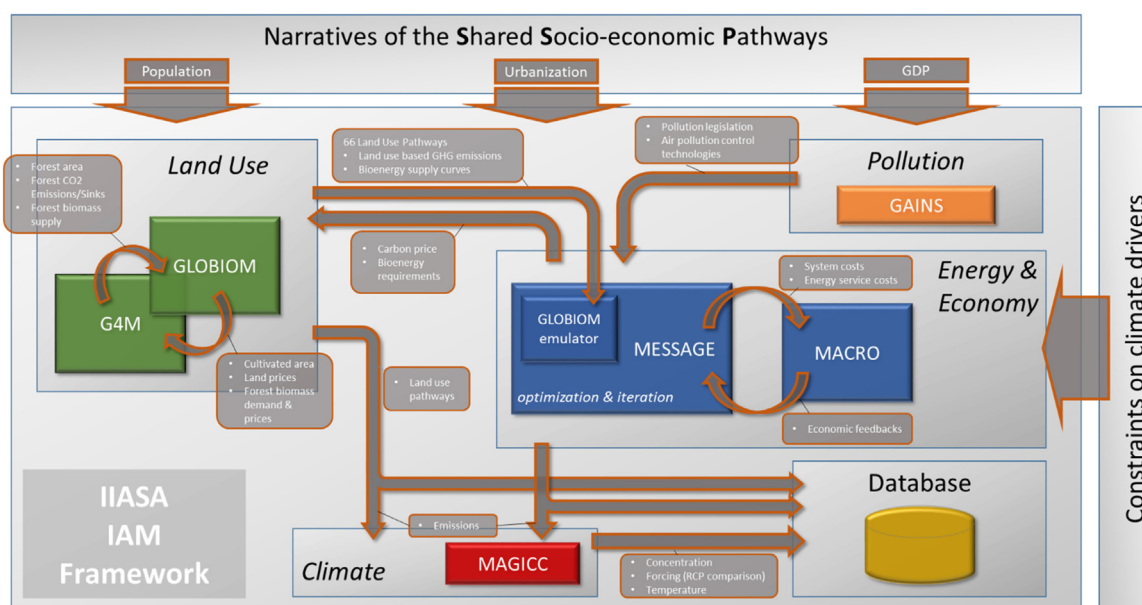 Narratives of the Shared Socio-economic Pathways
Population
Urbanization
GDP
Land Use
• Forest area
• Forest CO2
Emissions/Sinks
• Forest biomass
supply
GLOBIOM
G4M
• Cultivated area
• Land prices
• Forest biomass
demand &
prices
66 Land Use Pathways
• Land use based GHG emissions
• Bioenergy supply curves
• Carbon price
• Bioenergy
requirements
• Pollution legislation
• Air pollution control
technologies
Pollution
GAINS
Energy &
Economy
• System costs
• Energy service costs
GLOBIOM
emulator
MESSAGE
optimization & iteration
MACRO
• Economic feedbacks
• Land use
pathways
Constraints on climate drivers
IIASA
IAM
Framework
• Emissions
Climate
MAGICC
• Concentration
• Forcing (RCP comparison)
• Temperature
Database